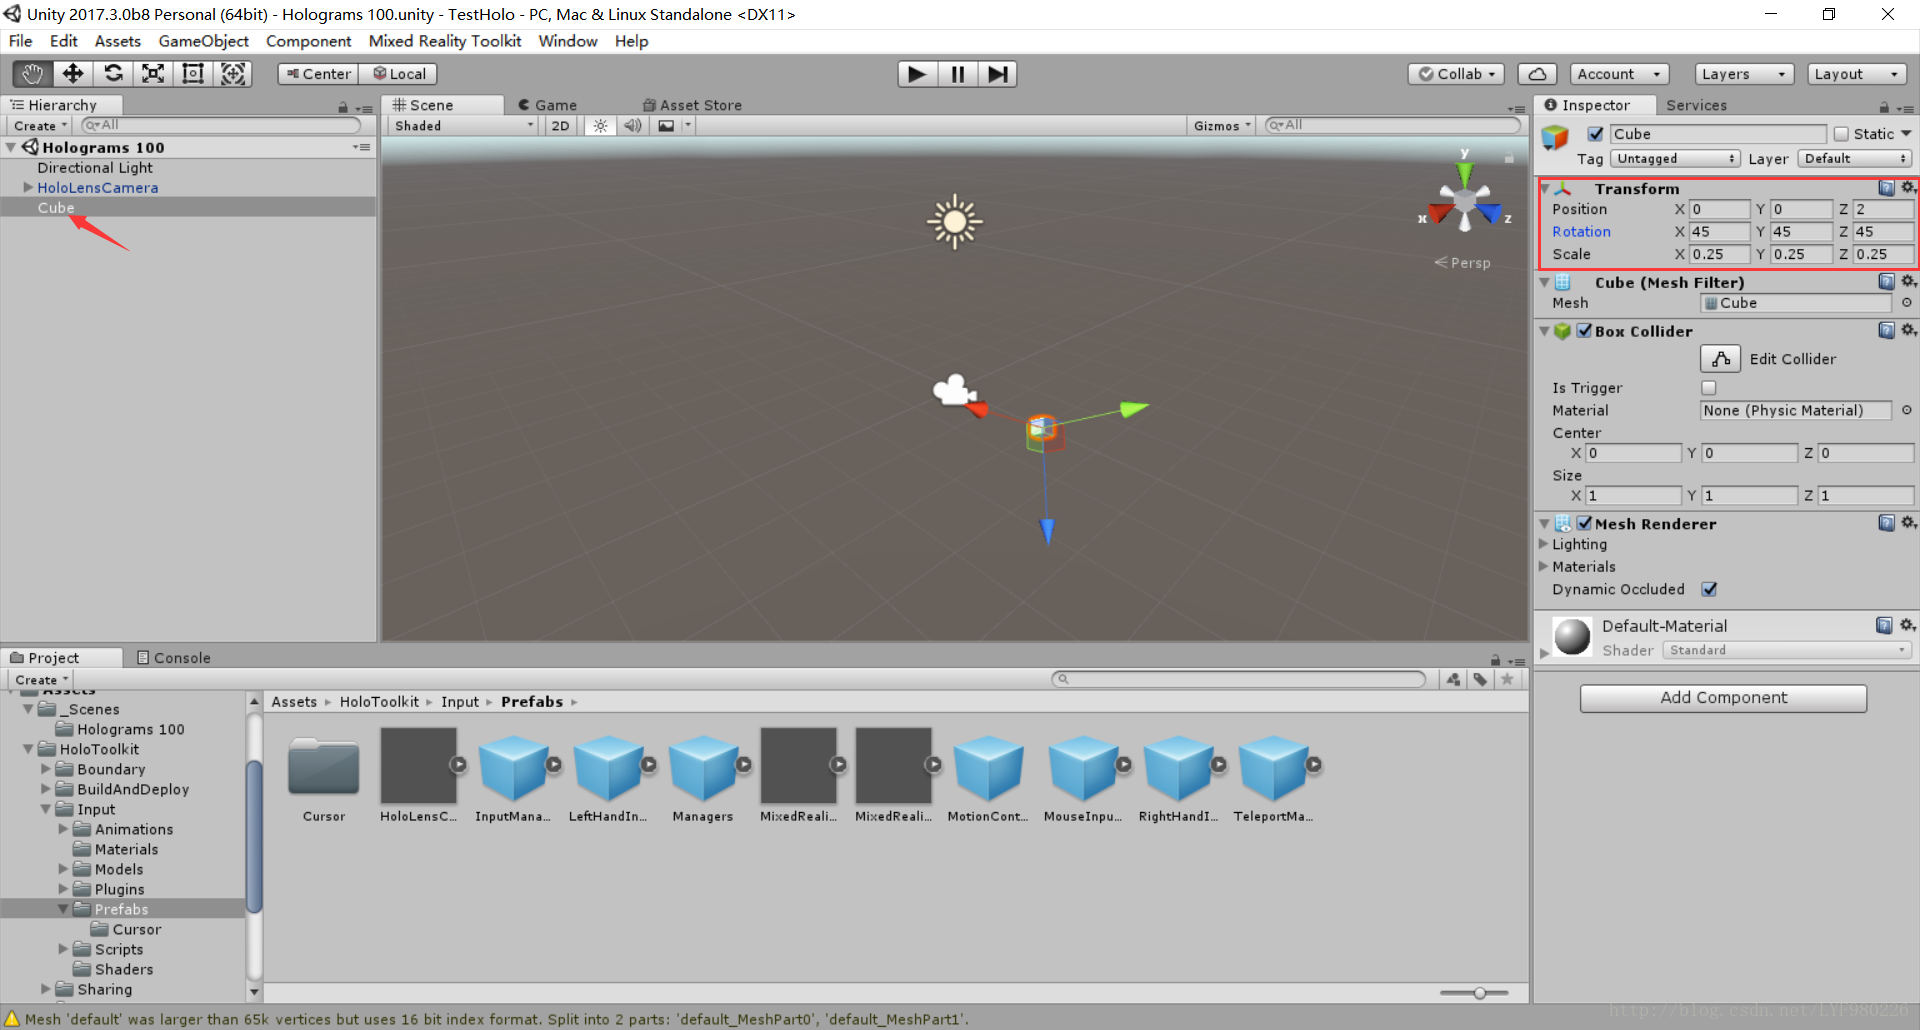 Unity 2017.3.0b8 Personal (64bit) - Holograms 100.unity - TestHolo - PC, Mac & Linux Standalone <DX11>
File Edit Assets GameObject Component Mixed Reality Toolkit Window Help
Center Local Collab Account Layers Layout
Hierarchy
Create All
Holograms 100
Directional Light
HoloLensCamera
Cube
Scene Game Asset Store
Shaded 2D Gizmos All
y
x z
Persp
Inspector Services
Cube Static
Tag Untagged Layer Default
Transform
Position X 0 Y 0 Z 2
Rotation X 45 Y 45 Z 45
Scale X 0.25 Y 0.25 Z 0.25
Cube (Mesh Filter)
Mesh Cube
Box Collider
Edit Collider
Is Trigger
Material None (Physic Material)
Center
X 0 Y 0 Z 0
Size
X 1 Y 1 Z 1
Mesh Renderer
Lighting
Materials
Dynamic Occluded
Default-Material
Shader Standard
Add Component
Project Console
Create
Assets
_Scenes
Holograms 100
HoloToolkit
Boundary
BuildAndDeploy
Input
Animations
Materials
Models
Plugins
Prefabs
Cursor
Scripts
Shaders
Sharing
Assets HoloToolkit Input Prefabs
Cursor HoloLensC... InputMana... LeftHandIn... Managers MixedReali... MixedReali... MotionCont... MouseInpu... RightHandI... TeleportMa...
Mesh 'default' was larger than 65k vertices but uses 16 bit index format. Split into 2 parts: 'default_MeshPart0', 'default_MeshPart1'.
http://blog.csdn.net/LYF980226